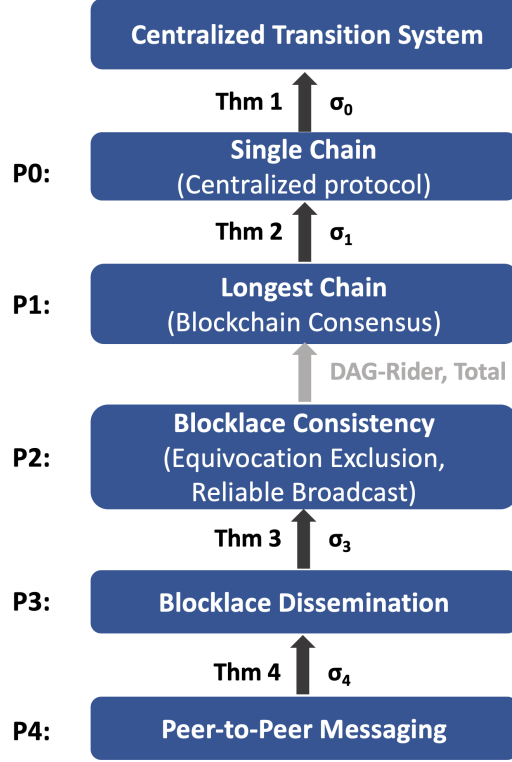 Centralized Transition System
Thm 1 σ0
P0: Single Chain
(Centralized protocol)
Thm 2 σ1
P1: Longest Chain
(Blockchain Consensus)
DAG-Rider, Total
P2: Blocklace Consistency
(Equivocation Exclusion,
Reliable Broadcast)
Thm 3 σ3
P3: Blocklace Dissemination
Thm 4 σ4
P4: Peer-to-Peer Messaging